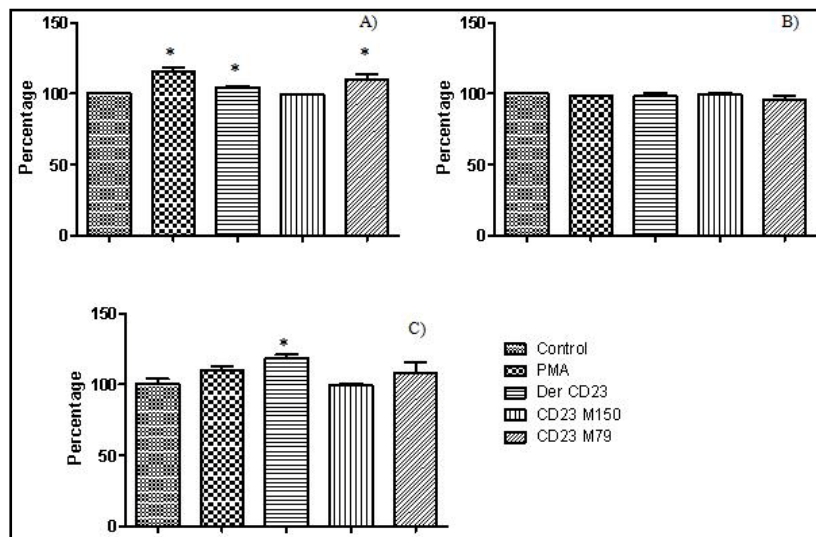 A)
150
100
50
0
Percentage
*
*
*
B)
150
100
50
0
Percentage
C)
150
100
50
0
Percentage
*
Control
PMA
Der CD23
CD23 M150
CD23 M79